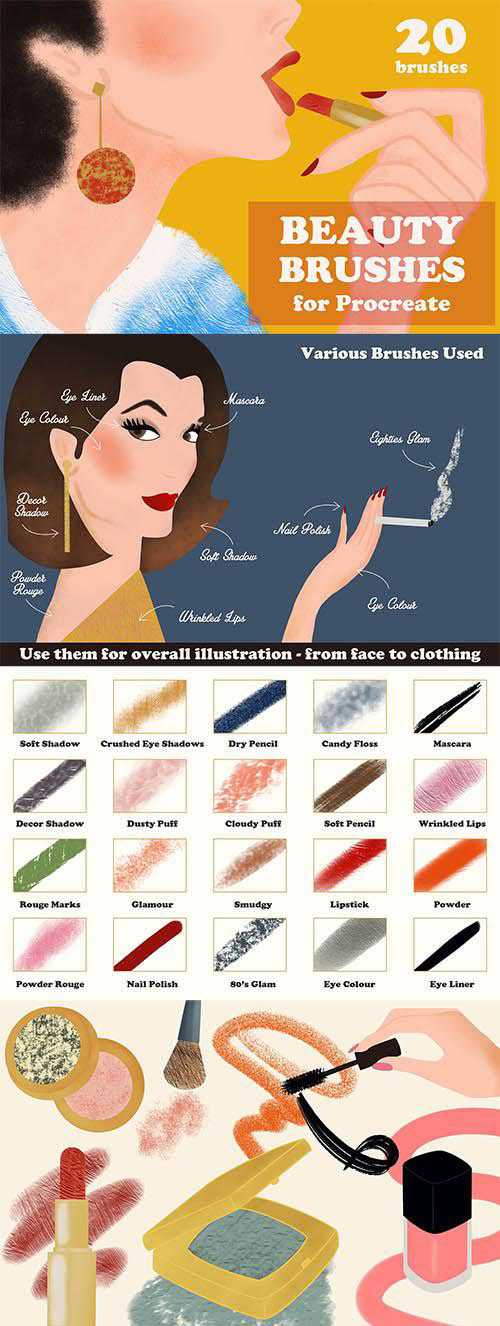 20
brushes
BEAUTY
BRUSHES
for Procreate
Various Brushes Used
Eye Liner
Mascara
Eye Colour
Eighties Glam
Decor
Shadow
Nail Polish
Soft Shadow
Powder
Rouge
Eye Colour
Wrinkled Lips
Use them for overall illustration - from face to clothing
Soft Shadow
Crushed Eye Shadows
Dry Pencil
Candy Floss
Mascara
Decor Shadow
Dusty Puff
Cloudy Puff
Soft Pencil
Wrinkled Lips
Rouge Marks
Glamour
Smudgy
Lipstick
Powder
Powder Rouge
Nail Polish
80's Glam
Eye Colour
Eye Liner